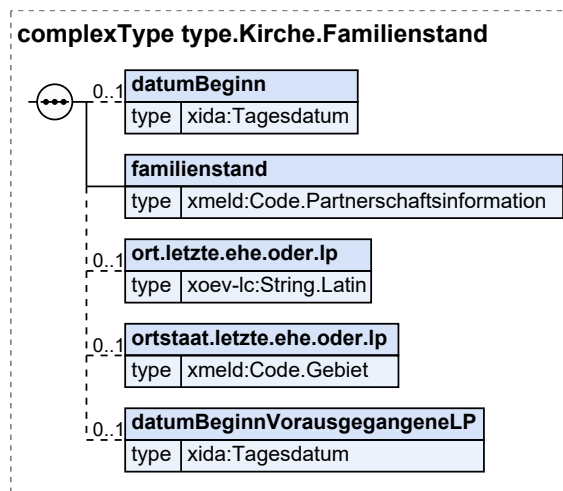 complexType type.Kirche.Familienstand
0..1 datumBeginn
type xida:Tagesdatum
familienstand
type xmeld:Code.Partnerschaftsinformation
0..1 ort.letzte.ehe.oder.lp
type xoev-lc:String.Latin
0..1 ortstaat.letzte.ehe.oder.lp
type xmeld:Code.Gebiet
0..1 datumBeginnVorausgegangeneLP
type xida:Tagesdatum